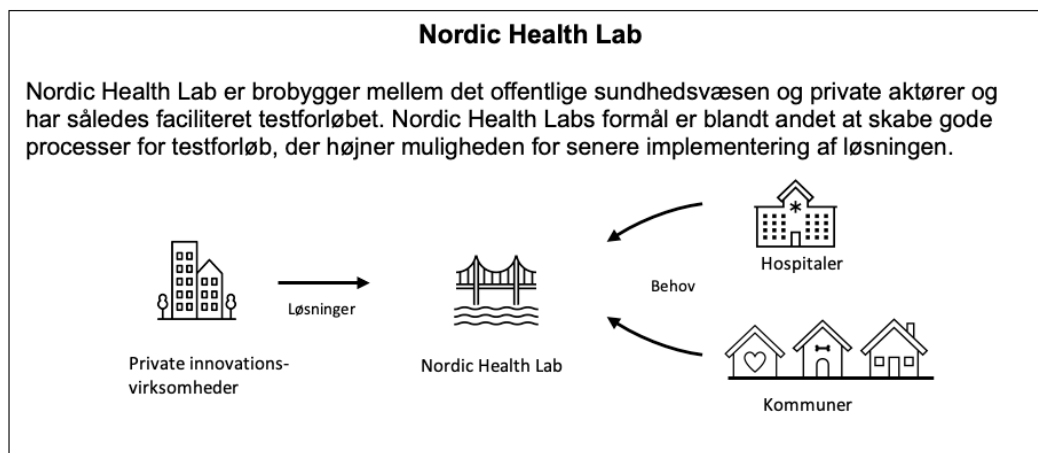 Nordic Health Lab
Nordic Health Lab er brobygger mellem det offentlige sundhedsvæsen og private aktører og
har således faciliteret testforløbet. Nordic Health Labs formål er blandt andet at skabe gode
processer for testforløb, der højner muligheden for senere implementering af løsningen.
Hospitaler
Løsninger
Behov
Private innovations-
virksomheder
Nordic Health Lab
Kommuner